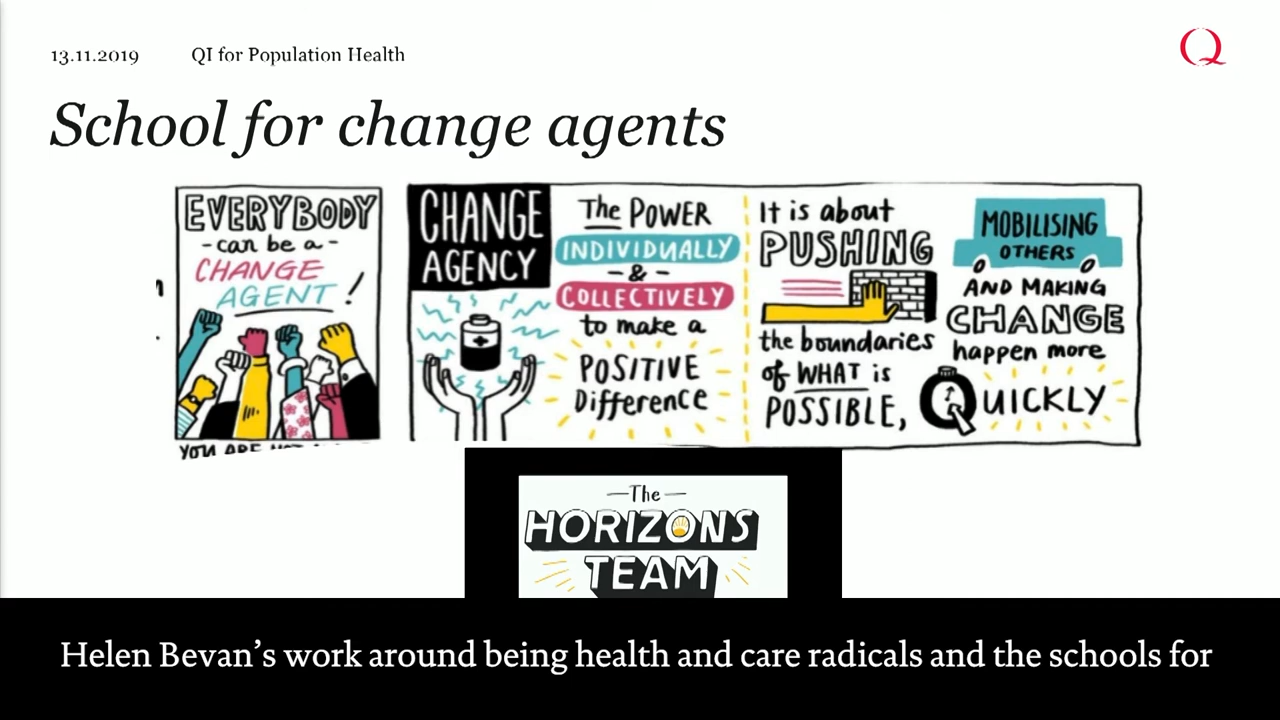 13.11.2019 QI for Population Health
Q
School for change agents
EVERYBODY
-can be a-
CHANGE
AGENT!
CHANGE
AGENCY
The POWER
INDIVIDUALLY
-&-
COLLECTIVELY
to make a
POSITIVE
Difference
It is about
PUSHING
the boundaries
of WHAT is
POSSIBLE,
MOBILISING
OTHERS
AND MAKING
CHANGE
happen more
QUICKLY
YOU ARE
—The—
HORIZONS
TEAM
Helen Bevan’s work around being health and care radicals and the schools for